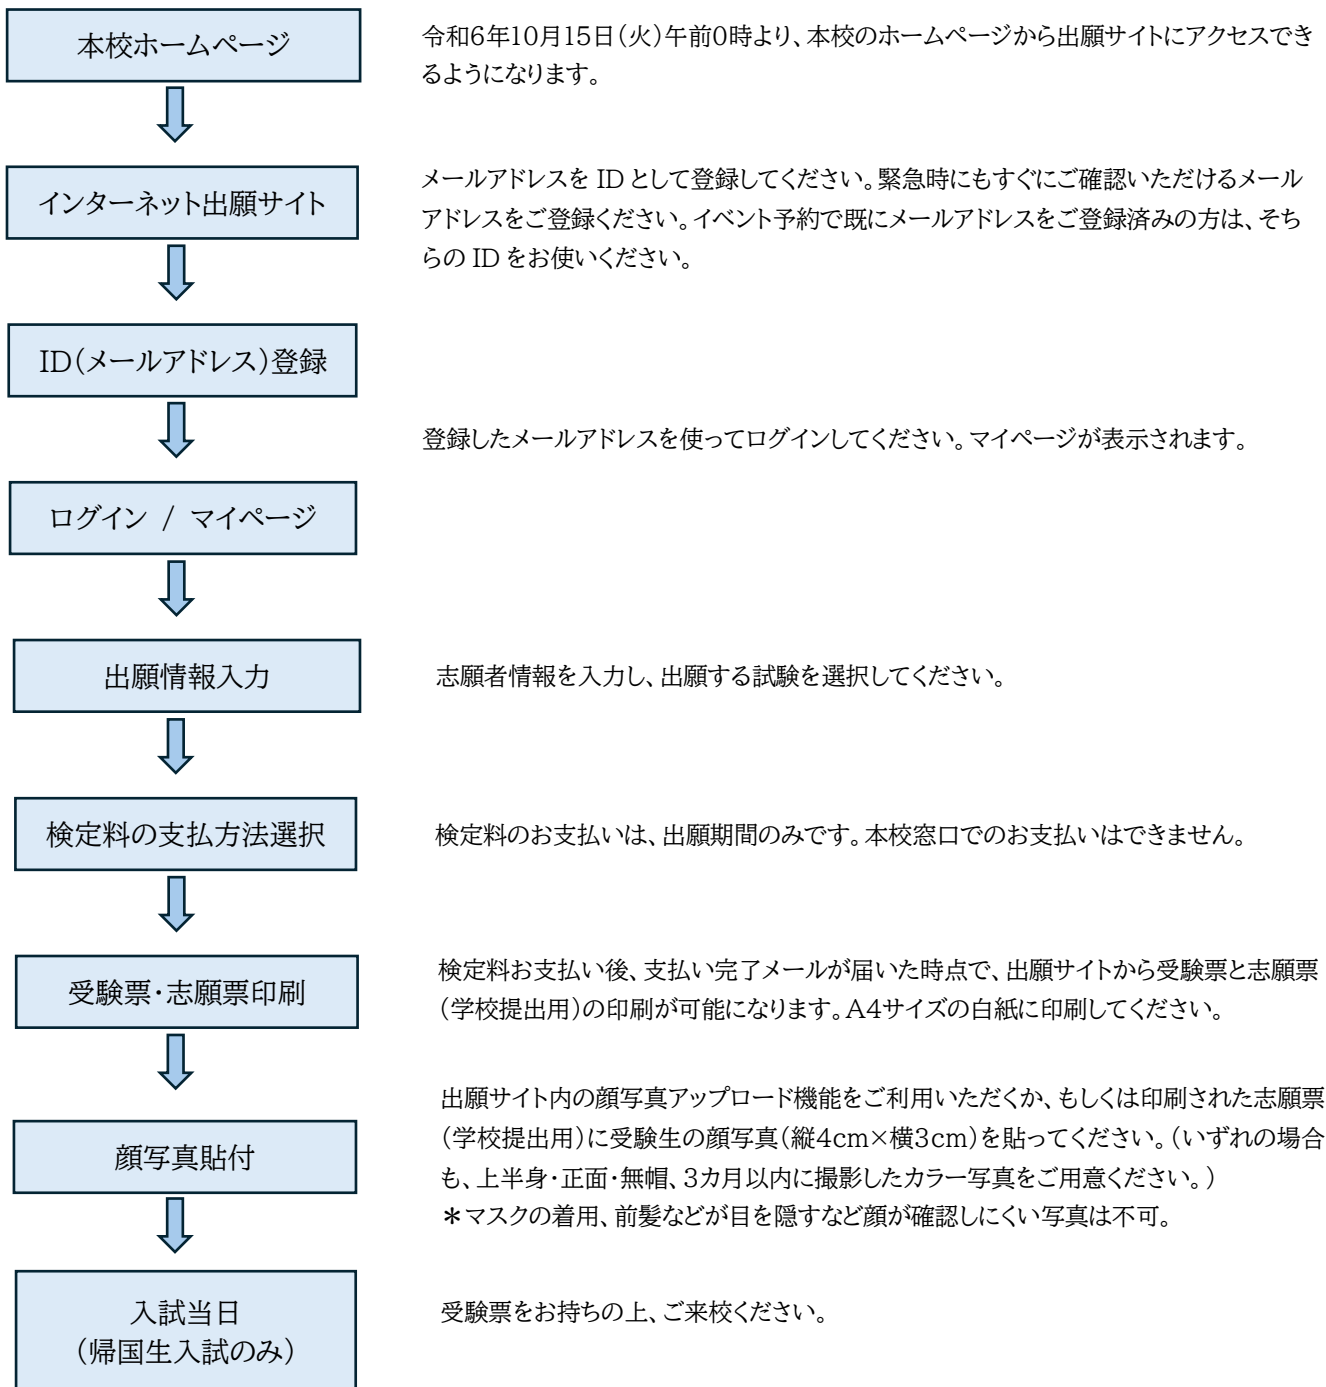 本校ホームページ
令和6年10月15日(火)午前0時より、本校のホームページから出願サイトにアクセスでき
るようになります。
インターネット出願サイト
メールアドレスを ID として登録してください。緊急時にもすぐにご確認いただけるメール
アドレスをご登録ください。イベント予約で既にメールアドレスをご登録済みの方は、そち
らの ID をお使いください。
ID(メールアドレス)登録
登録したメールアドレスを使ってログインしてください。マイページが表示されます。
ログイン / マイページ
出願情報入力
志願者情報を入力し、出願する試験を選択してください。
検定料の支払方法選択
検定料のお支払いは、出願期間のみです。本校窓口でのお支払いはできません。
受験票・志願票印刷
検定料お支払い後、支払い完了メールが届いた時点で、出願サイトから受験票と志願票
(学校提出用)の印刷が可能になります。A4サイズの白紙に印刷してください。
顔写真貼付
出願サイト内の顔写真アップロード機能をご利用いただくか、もしくは印刷された志願票
(学校提出用)に受験生の顔写真(縦4cm×横3cm)を貼ってください。(いずれの場合
も、上半身・正面・無帽、3カ月以内に撮影したカラー写真をご用意ください。)
＊マスクの着用、前髪などが目を隠すなど顔が確認しにくい写真は不可。
入試当日
(帰国生入試のみ)
受験票をお持ちの上、ご来校ください。